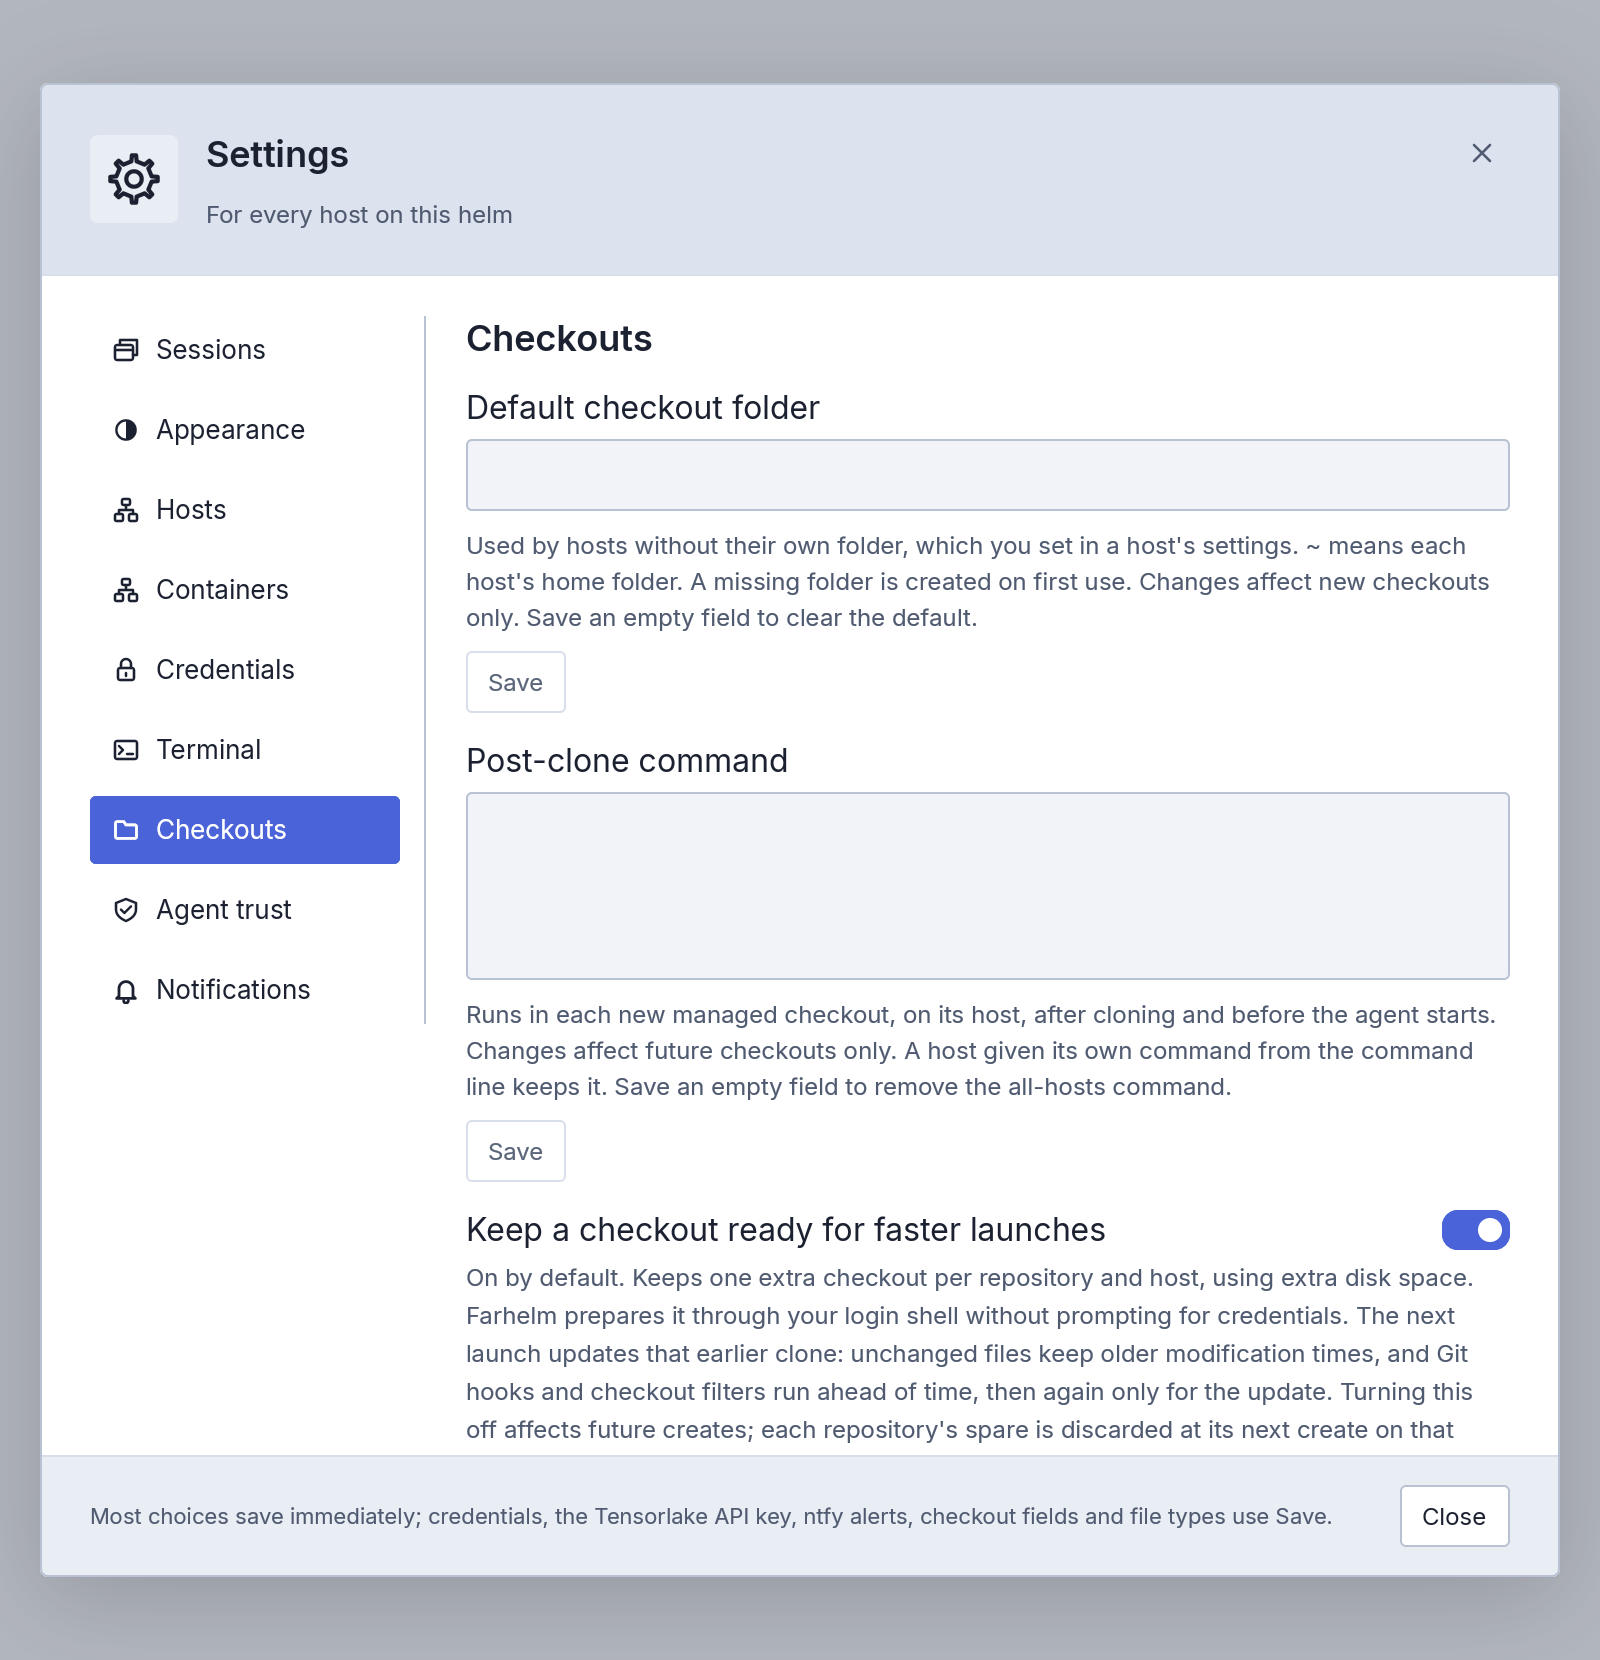 Settings
For every host on this helm
Sessions
Appearance
Hosts
Containers
Credentials
Terminal
Checkouts
Agent trust
Notifications
Checkouts
Default checkout folder
Used by hosts without their own folder, which you set in a host's settings. ~ means each
host's home folder. A missing folder is created on first use. Changes affect new checkouts
only. Save an empty field to clear the default.
Save
Post-clone command
Runs in each new managed checkout, on its host, after cloning and before the agent starts.
Changes affect future checkouts only. A host given its own command from the command
line keeps it. Save an empty field to remove the all-hosts command.
Save
Keep a checkout ready for faster launches
On by default. Keeps one extra checkout per repository and host, using extra disk space.
Farhelm prepares it through your login shell without prompting for credentials. The next
launch updates that earlier clone: unchanged files keep older modification times, and Git
hooks and checkout filters run ahead of time, then again only for the update. Turning this
off affects future creates; each repository's spare is discarded at its next create on that
Most choices save immediately; credentials, the Tensorlake API key, ntfy alerts, checkout fields and file types use Save.
Close